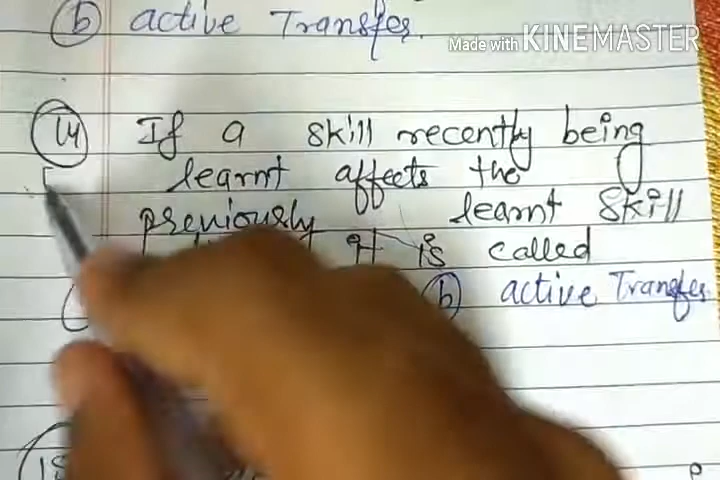 (b) active Transfer.
Made with KINEMASTER
(14) If a skill recently being
learnt affects the
previously learnt skill
it is called
(b) active Transfer